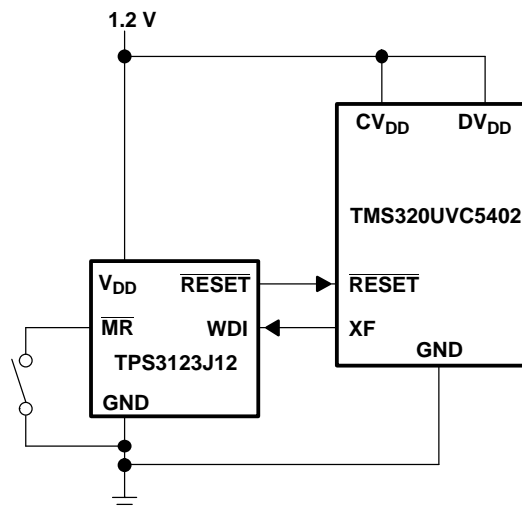 1.2 V
CVDD DVDD
TMS320UVC5402
VDD RESET RESET
MR WDI XF
TPS3123J12 GND
GND